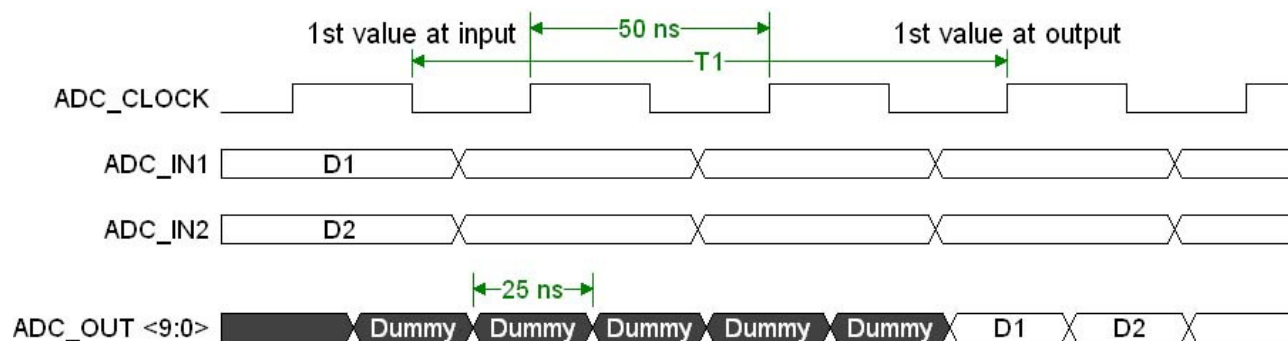 1st value at input
50 ns
1st value at output
T1
ADC_CLOCK
ADC_IN1
D1
ADC_IN2
D2
25 ns
ADC_OUT <9:0>
Dummy
Dummy
Dummy
Dummy
Dummy
D1
D2